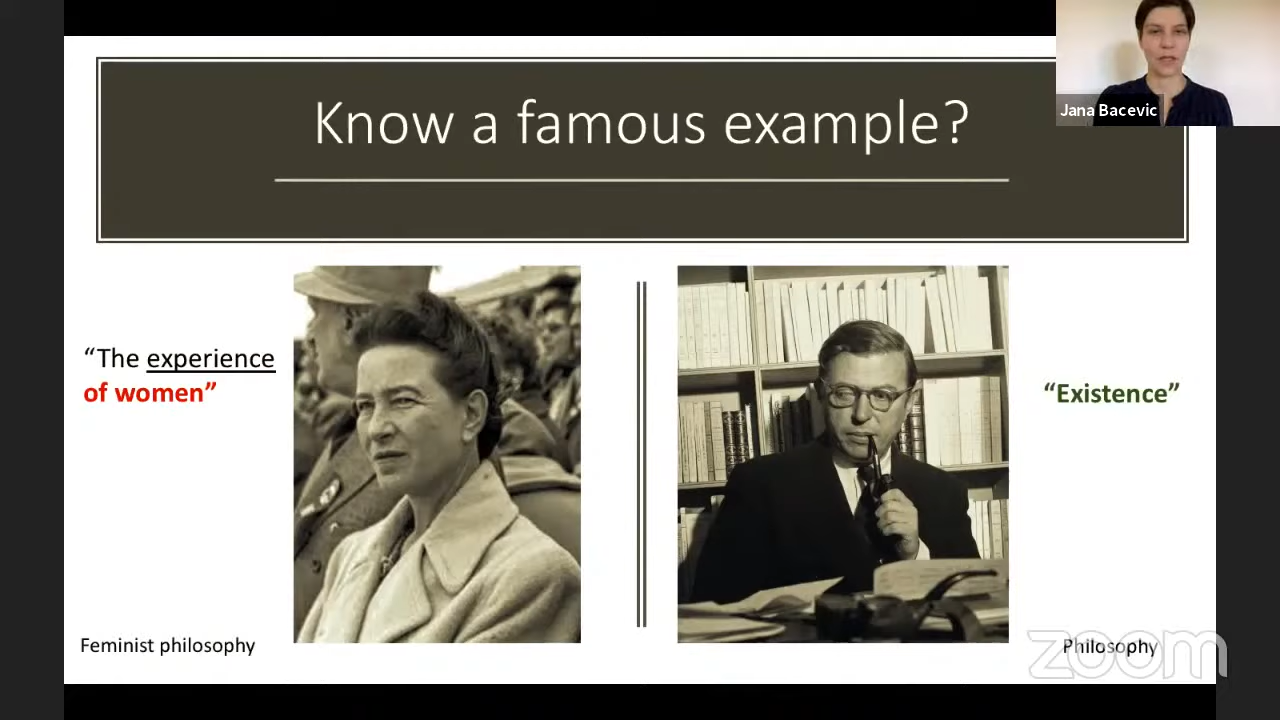 Know a famous example?
Jana Bacevic
“The experience
of women”
“Existence”
Feminist philosophy
Philosophy
zoom